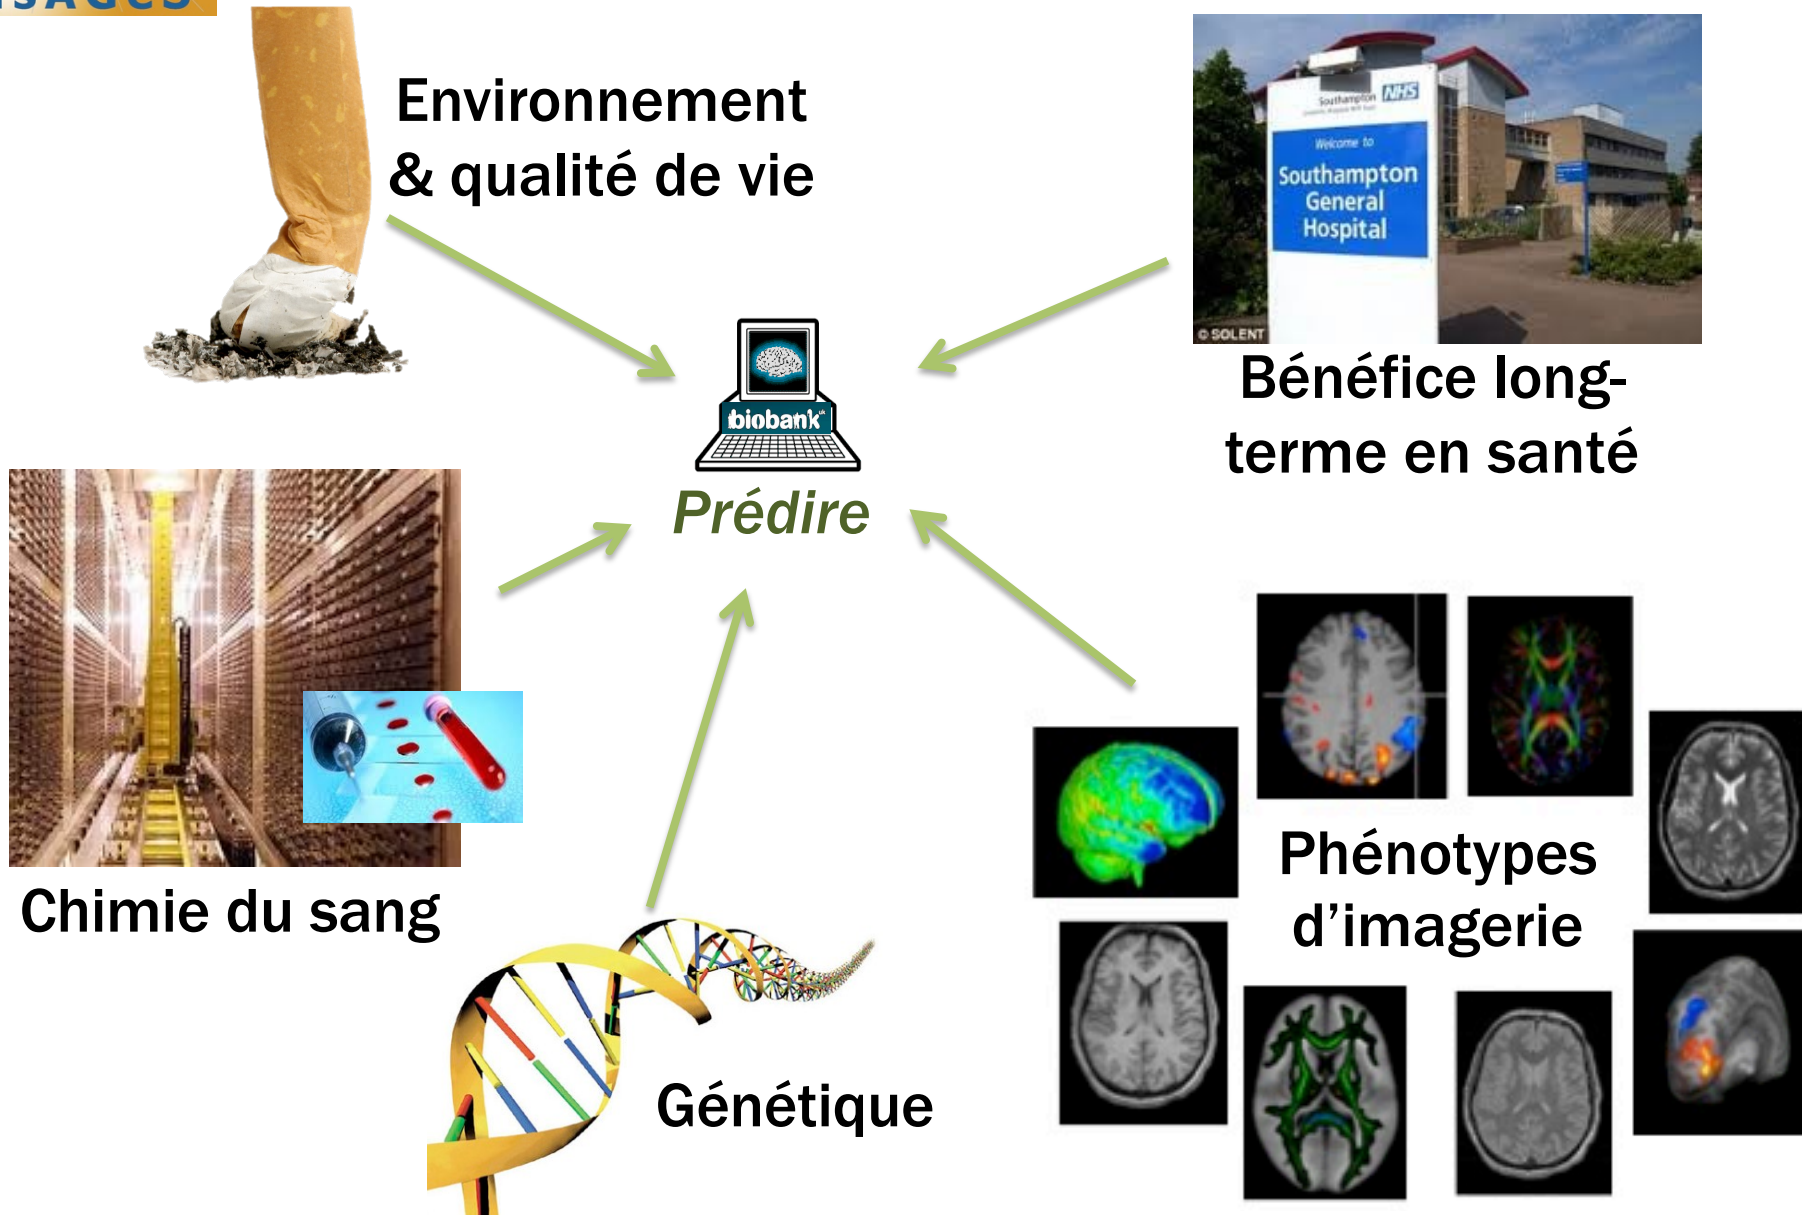 Environnement
& qualité de vie
Southampton NHS
Welcome to
Southampton
General
Hospital
© SOLENT
Bénéfice long-
terme en santé
biobank uk
Prédire
Chimie du sang
Phénotypes
d’imagerie
Génétique